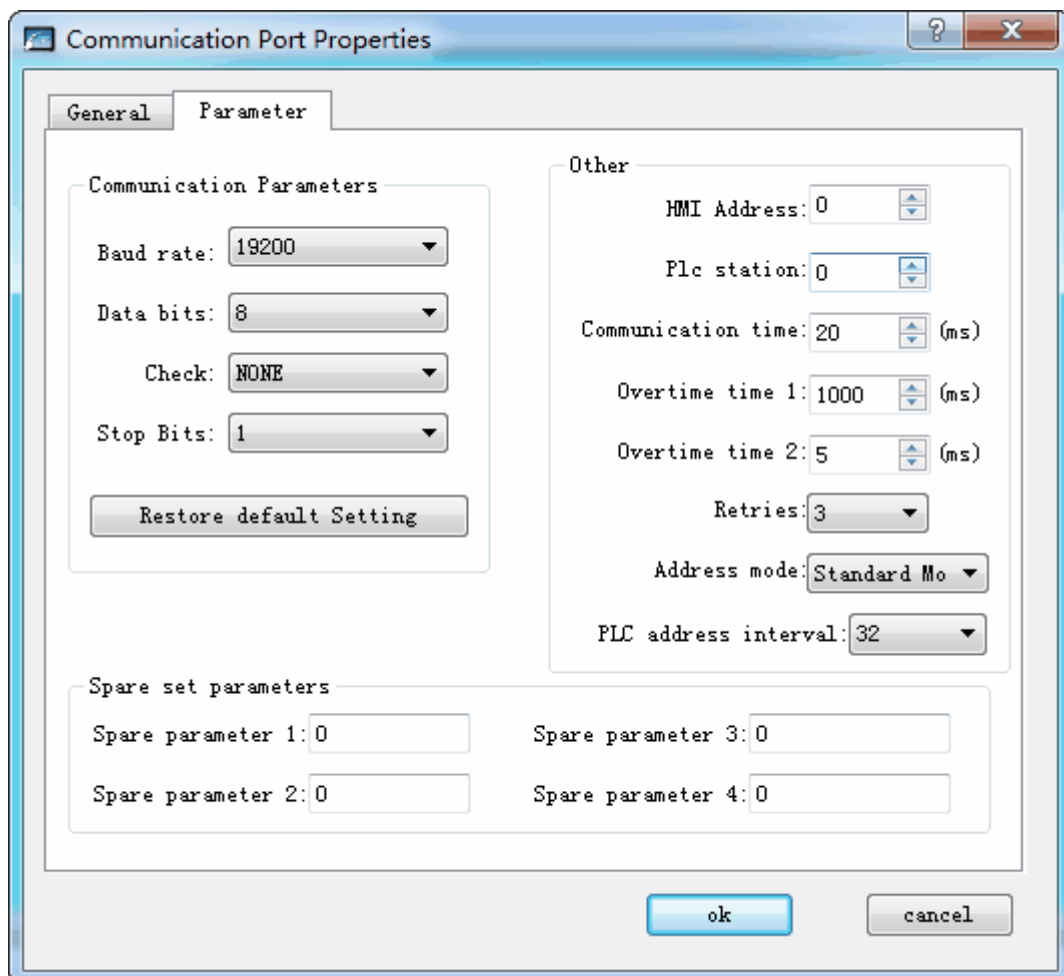 Communication Port Properties
General
Parameter
Communication Parameters
Baud rate: 19200
Data bits: 8
Check: NONE
Stop Bits: 1
Restore default Setting
Other
HMI Address: 0
Plc station: 0
Communication time: 20 (ms)
Overtime time 1: 1000 (ms)
Overtime time 2: 5 (ms)
Retries: 3
Address mode: Standard Mo
PLC address interval: 32
Spare set parameters
Spare parameter 1: 0
Spare parameter 3: 0
Spare parameter 2: 0
Spare parameter 4: 0
ok
cancel